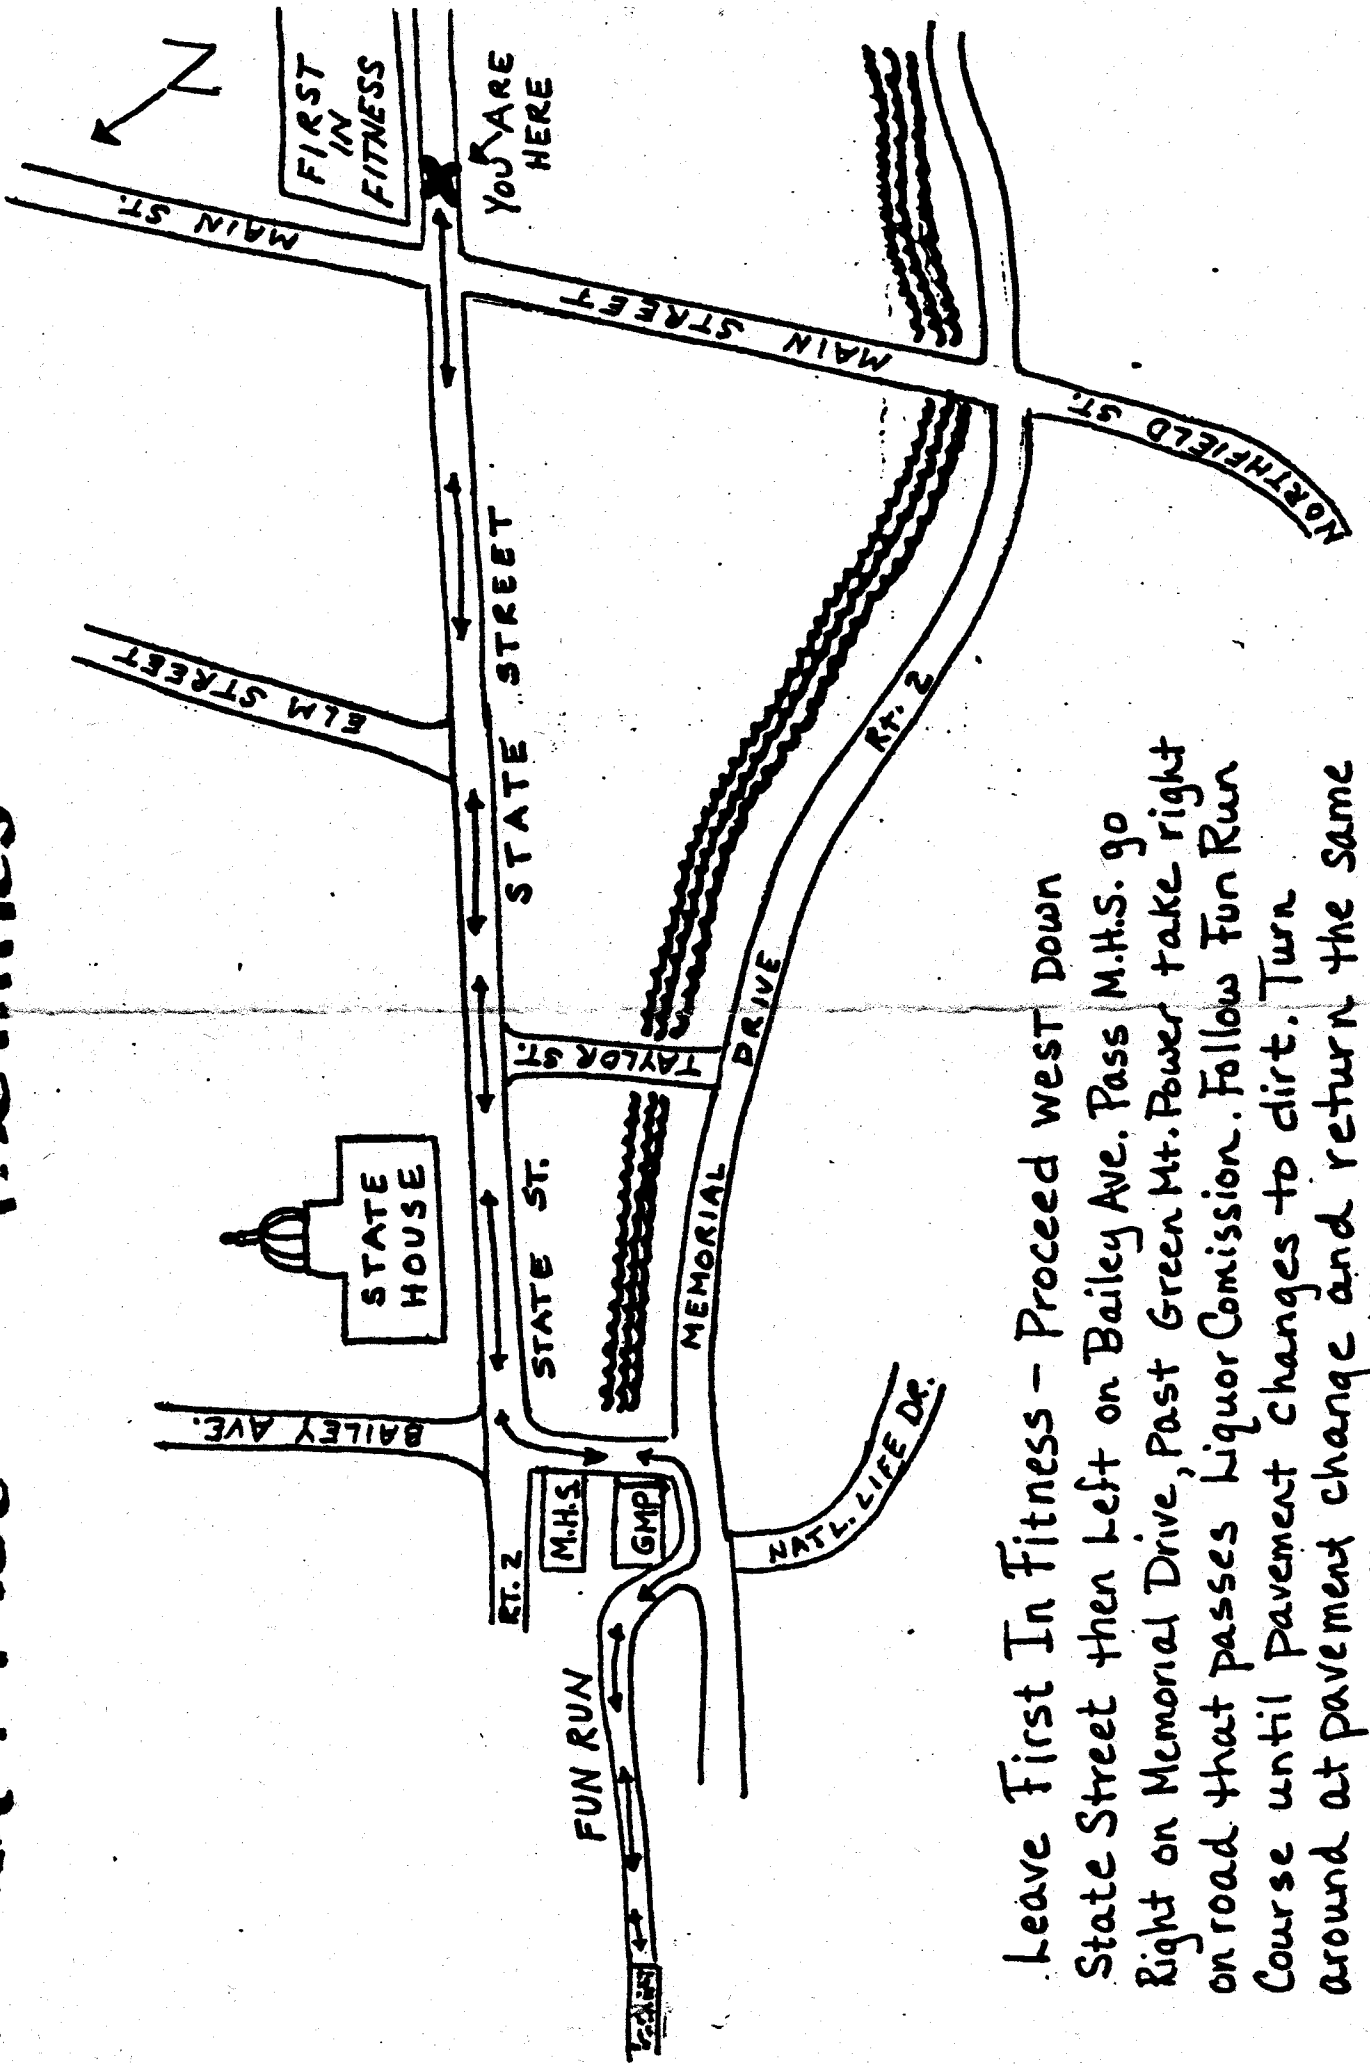 N
FIRST
IN
FITNESS
YOU ARE
HERE
MAIN ST.
MAIN STREET
NORTHFIELD ST.
ELM STREET
STATE STREET
RT. 2
TAYLOR ST.
DRIVE
MEMORIAL
STATE
HOUSE
STATE ST.
BAILEY AVE.
M.H.S.
GMP
RT. 2
NATL. LIFE DR.
FUN RUN
Leave First In Fitness - Proceed west Down
State Street then Left on Bailey Ave. Pass M.H.S. go
Right on Memorial Drive, Past Green Mt. Power take right
on road that passes Liquor Comission. Follow Fun Run
Course until pavement changes to dirt. Turn
around at pavement change and return the same